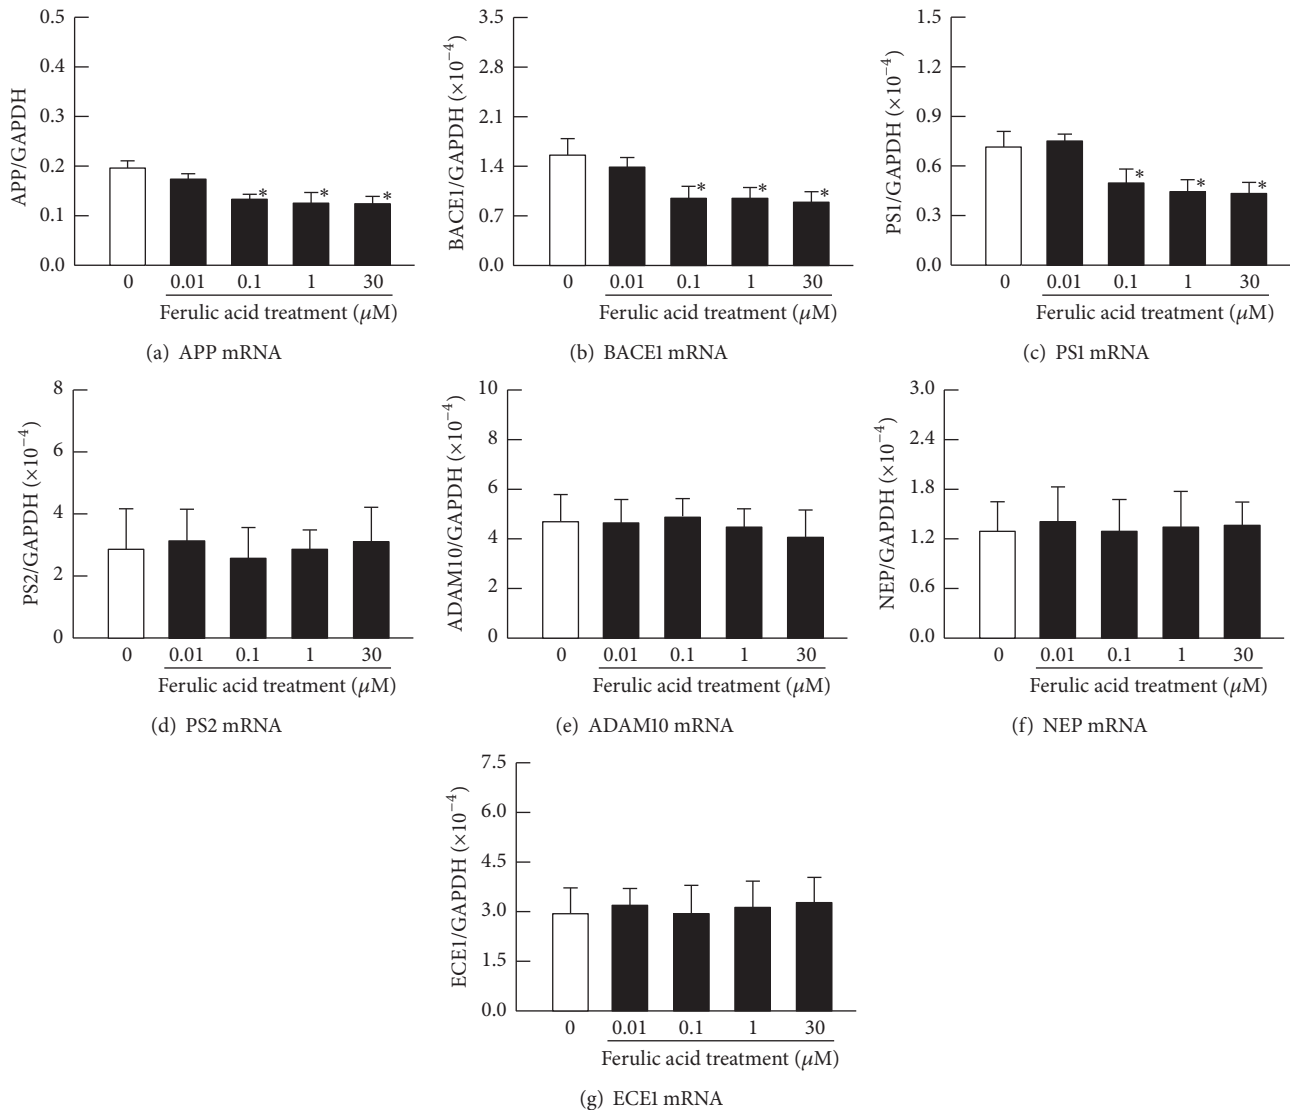 APP/GAPDH
0.5
0.4
0.3
0.2
0.1
0.0
* * *
0 0.01 0.1 1 30
Ferulic acid treatment (μM)
(a) APP mRNA
BACE1/GAPDH (×10⁻⁴)
3.5
2.8
2.1
1.4
0.7
0.0
* * *
0 0.01 0.1 1 30
Ferulic acid treatment (μM)
(b) BACE1 mRNA
PS1/GAPDH (×10⁻⁴)
1.5
1.2
0.9
0.6
0.3
0.0
* * *
0 0.01 0.1 1 30
Ferulic acid treatment (μM)
(c) PS1 mRNA
PS2/GAPDH (×10⁻⁴)
8
6
4
2
0
0 0.01 0.1 1 30
Ferulic acid treatment (μM)
(d) PS2 mRNA
ADAM10/GAPDH (×10⁻⁴)
10
8
6
4
2
0
0 0.01 0.1 1 30
Ferulic acid treatment (μM)
(e) ADAM10 mRNA
NEP/GAPDH (×10⁻⁴)
3.0
2.4
1.8
1.2
0.6
0.0
0 0.01 0.1 1 30
Ferulic acid treatment (μM)
(f) NEP mRNA
ECE1/GAPDH (×10⁻⁴)
7.5
6.0
4.5
3.0
1.5
0.0
0 0.01 0.1 1 30
Ferulic acid treatment (μM)
(g) ECE1 mRNA